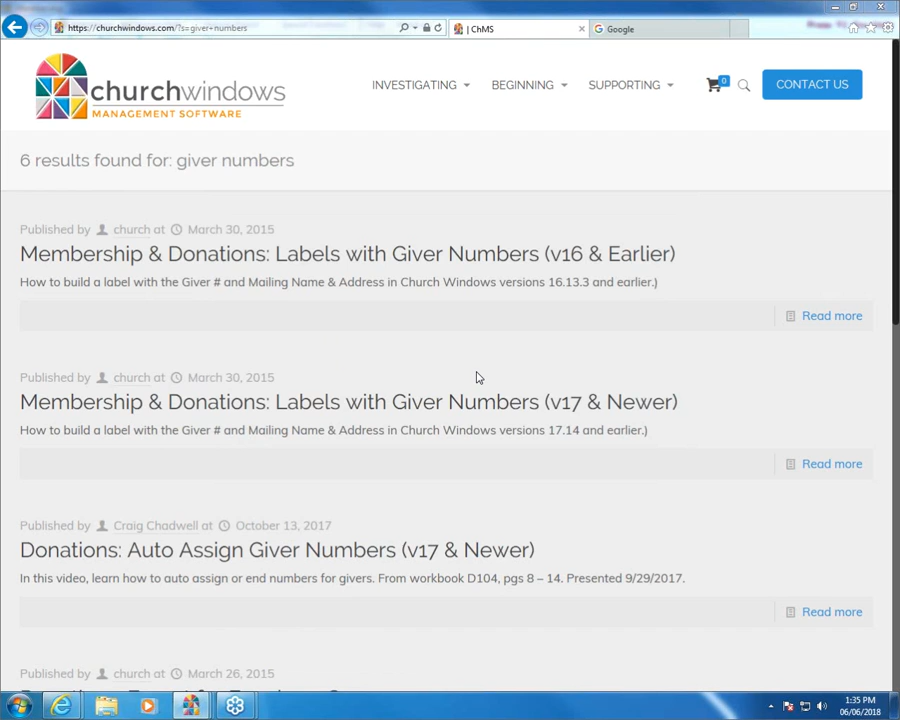 https://churchwindows.com/?s=giver+numbers
| ChMS
Google
churchwindows
MANAGEMENT SOFTWARE
INVESTIGATING
BEGINNING
SUPPORTING
0
CONTACT US
6 results found for: giver numbers
Published by church at March 30, 2015
Membership & Donations: Labels with Giver Numbers (v16 & Earlier)
How to build a label with the Giver # and Mailing Name & Address in Church Windows versions 16.13.3 and earlier.)
Read more
Published by church at March 30, 2015
Membership & Donations: Labels with Giver Numbers (v17 & Newer)
How to build a label with the Giver # and Mailing Name & Address in Church Windows versions 17.14 and earlier.)
Read more
Published by Craig Chadwell at October 13, 2017
Donations: Auto Assign Giver Numbers (v17 & Newer)
In this video, learn how to auto assign or end numbers for givers. From workbook D104, pgs 8 – 14. Presented 9/29/2017.
Read more
Published by church at March 26, 2015
1:35 PM
06/06/2018